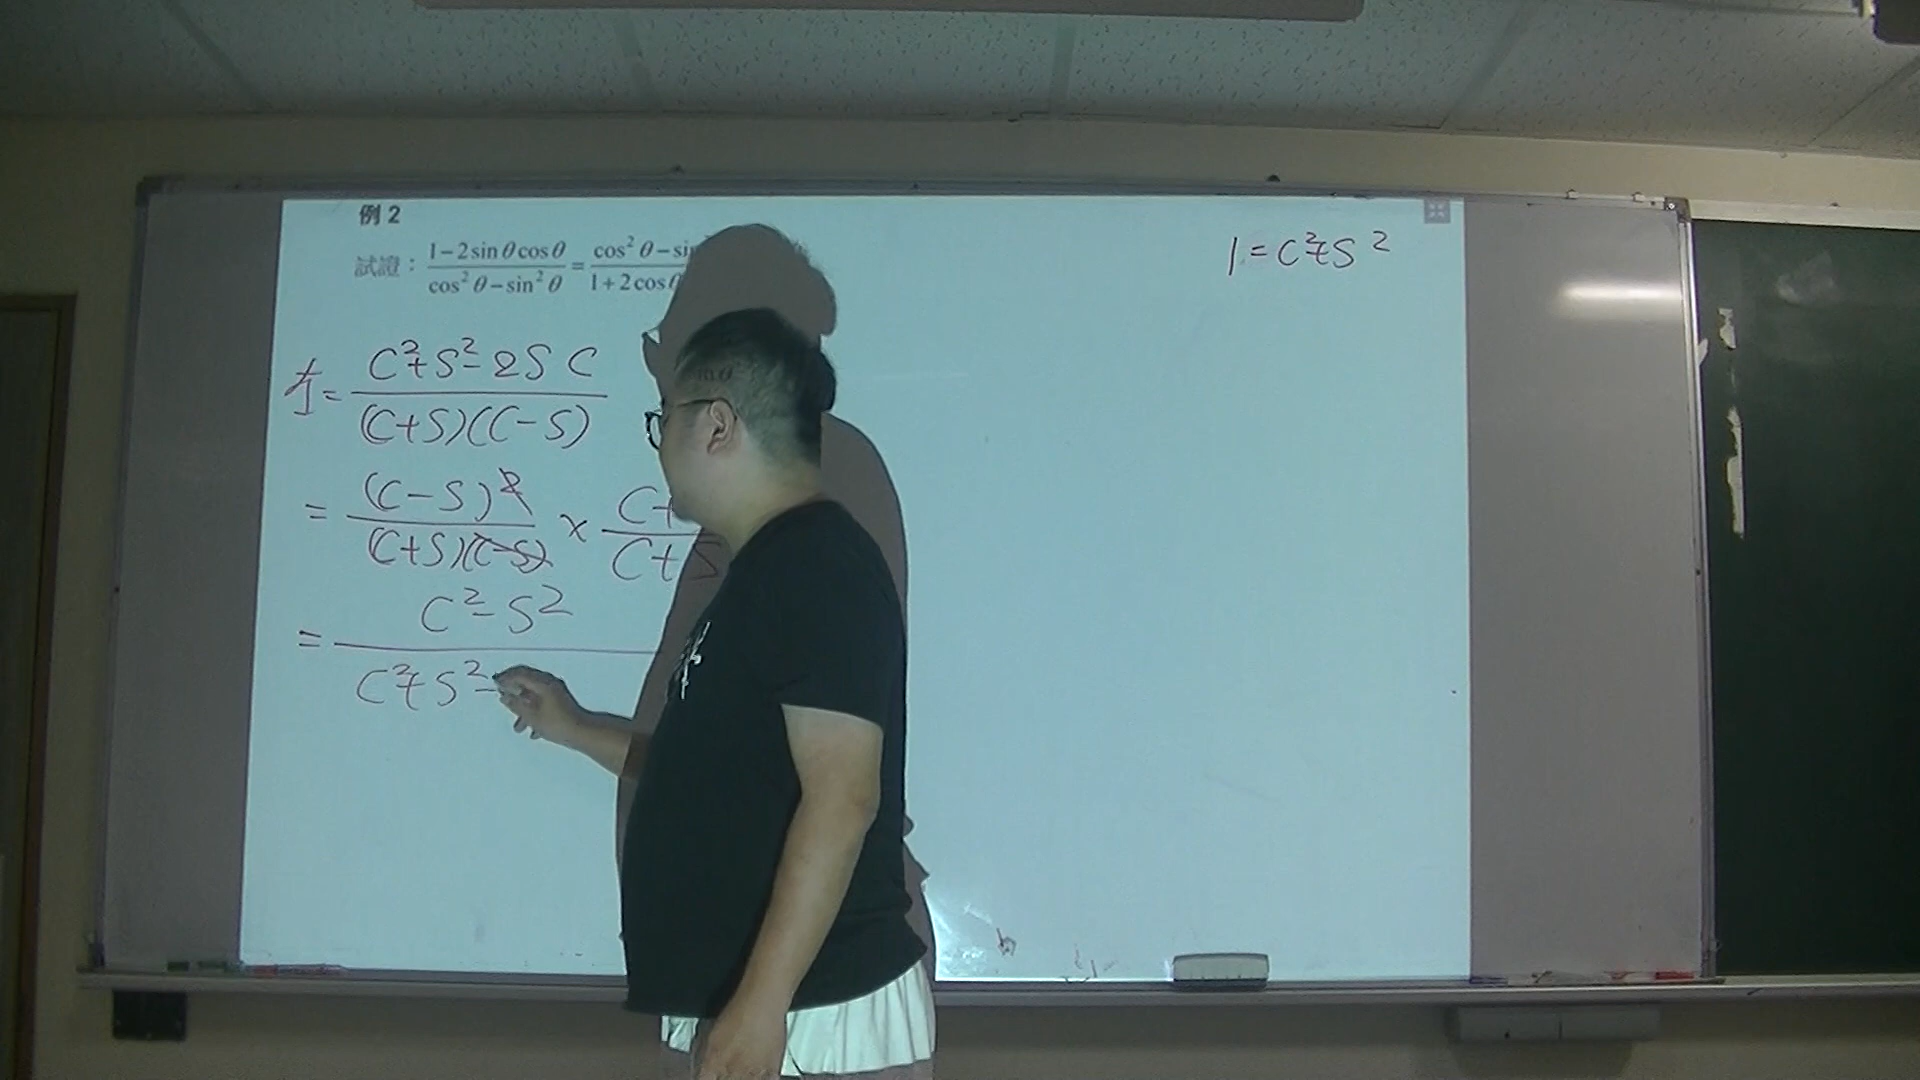 例 2
試證：(1-2sinθcosθ)/(cos²θ-sin²θ) = (cos²θ-sin)/(1+2cosθ)
1=C²+S²
左= (C²+S²-2SC)/((C+S)(C-S))
= (C-S)²/((C+S)(C-S)) × (C+)/(C+S)
= (C²-S²)/(C²+S²-)